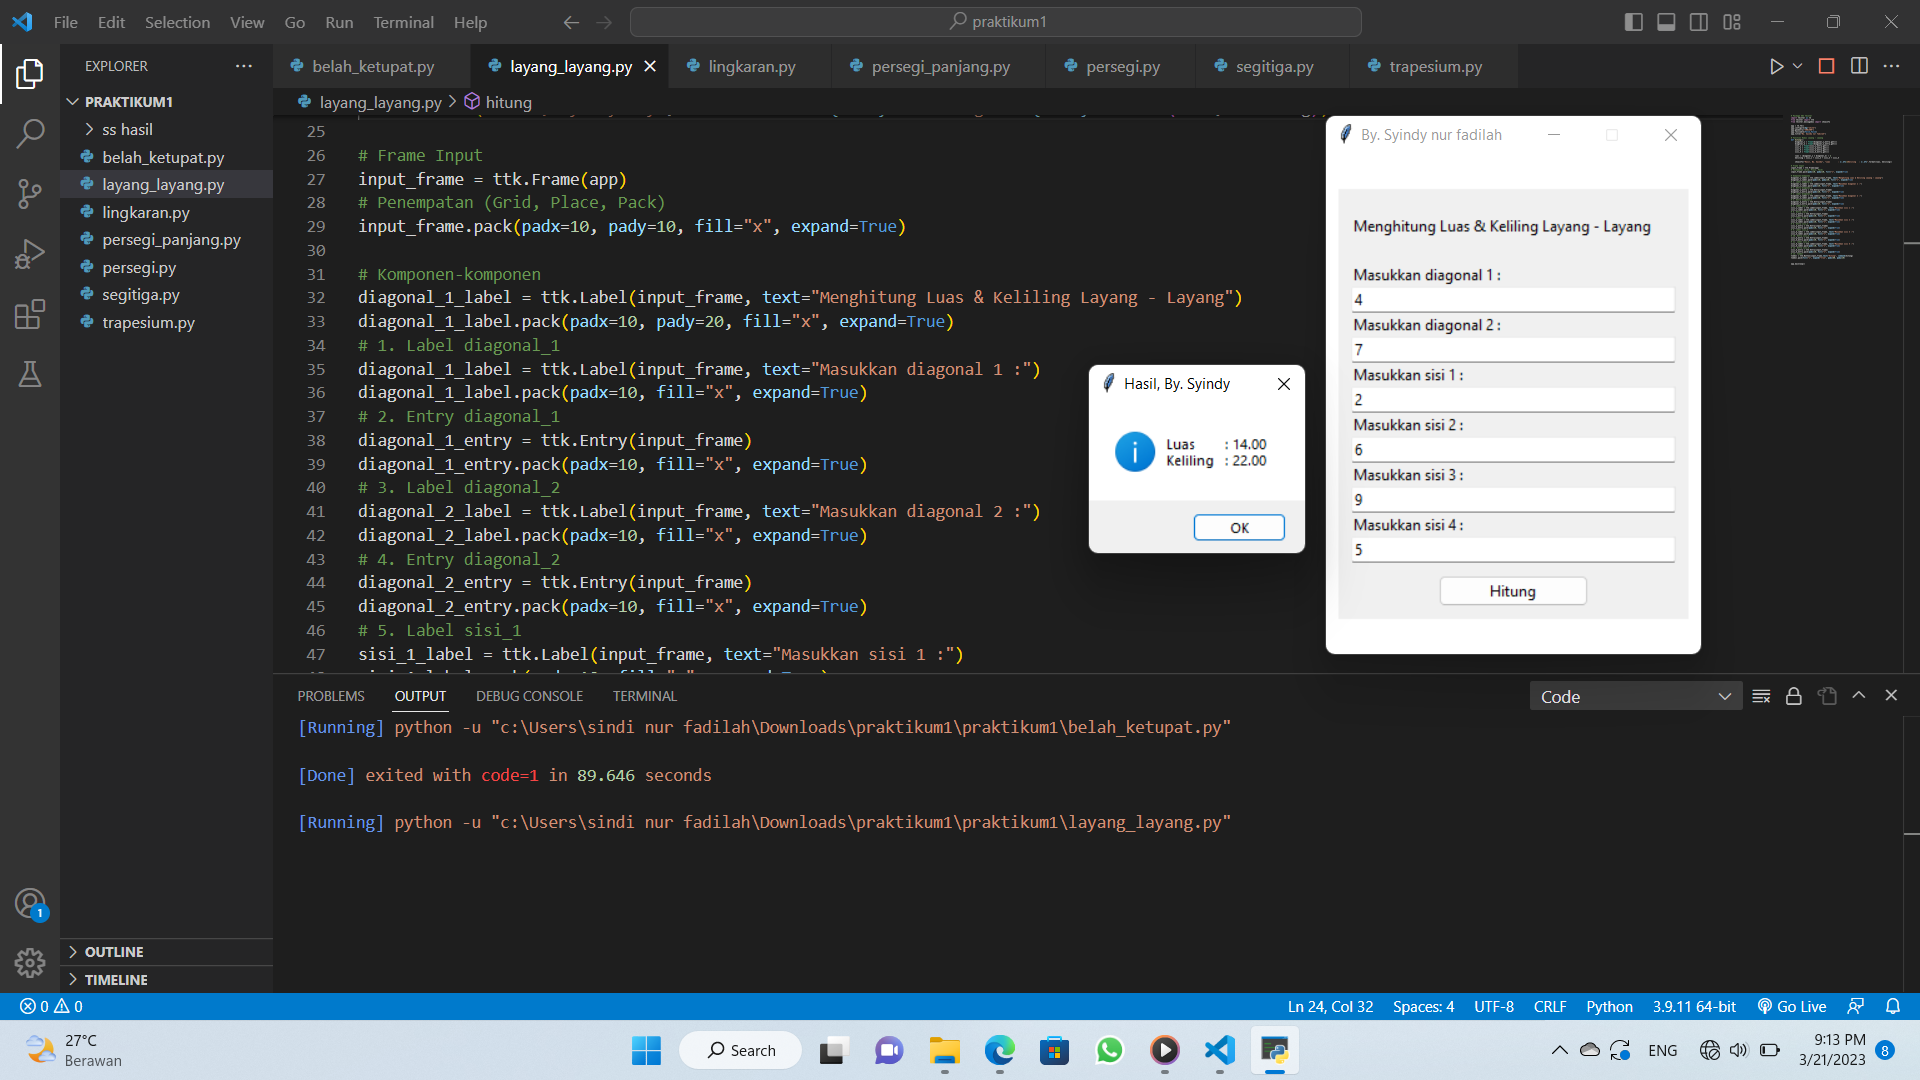 File Edit Selection View Go Run Terminal Help
praktikum1
EXPLORER
PRAKTIKUM1
ss hasil
belah_ketupat.py
layang_layang.py
lingkaran.py
persegi_panjang.py
persegi.py
segitiga.py
trapesium.py
OUTLINE
TIMELINE
belah_ketupat.py layang_layang.py lingkaran.py persegi_panjang.py persegi.py segitiga.py trapesium.py
layang_layang.py > hitung
25
26 # Frame Input
27 input_frame = ttk.Frame(app)
28 # Penempatan (Grid, Place, Pack)
29 input_frame.pack(padx=10, pady=10, fill="x", expand=True)
30
31 # Komponen-komponen
32 diagonal_1_label = ttk.Label(input_frame, text="Menghitung Luas & Keliling Layang - Layang")
33 diagonal_1_label.pack(padx=10, pady=20, fill="x", expand=True)
34 # 1. Label diagonal_1
35 diagonal_1_label = ttk.Label(input_frame, text="Masukkan diagonal 1 :")
36 diagonal_1_label.pack(padx=10, fill="x", expand=True)
37 # 2. Entry diagonal_1
38 diagonal_1_entry = ttk.Entry(input_frame)
39 diagonal_1_entry.pack(padx=10, fill="x", expand=True)
40 # 3. Label diagonal_2
41 diagonal_2_label = ttk.Label(input_frame, text="Masukkan diagonal 2 :")
42 diagonal_2_label.pack(padx=10, fill="x", expand=True)
43 # 4. Entry diagonal_2
44 diagonal_2_entry = ttk.Entry(input_frame)
45 diagonal_2_entry.pack(padx=10, fill="x", expand=True)
46 # 5. Label sisi_1
47 sisi_1_label = ttk.Label(input_frame, text="Masukkan sisi 1 :")
Hasil, By. Syindy
Luas : 14.00
Keliling : 22.00
OK
By. Syindy nur fadilah
Menghitung Luas & Keliling Layang - Layang
Masukkan diagonal 1 :
4
Masukkan diagonal 2 :
7
Masukkan sisi 1 :
2
Masukkan sisi 2 :
6
Masukkan sisi 3 :
9
Masukkan sisi 4 :
5
Hitung
PROBLEMS OUTPUT DEBUG CONSOLE TERMINAL
Code
[Running] python -u "c:\Users\sindi nur fadilah\Downloads\praktikum1\praktikum1\belah_ketupat.py"
[Done] exited with code=1 in 89.646 seconds
[Running] python -u "c:\Users\sindi nur fadilah\Downloads\praktikum1\praktikum1\layang_layang.py"
1
0 0
Ln 24, Col 32 Spaces: 4 UTF-8 CRLF Python 3.9.11 64-bit Go Live
27°C
Berawan
Search
ENG
9:13 PM
3/21/2023
8